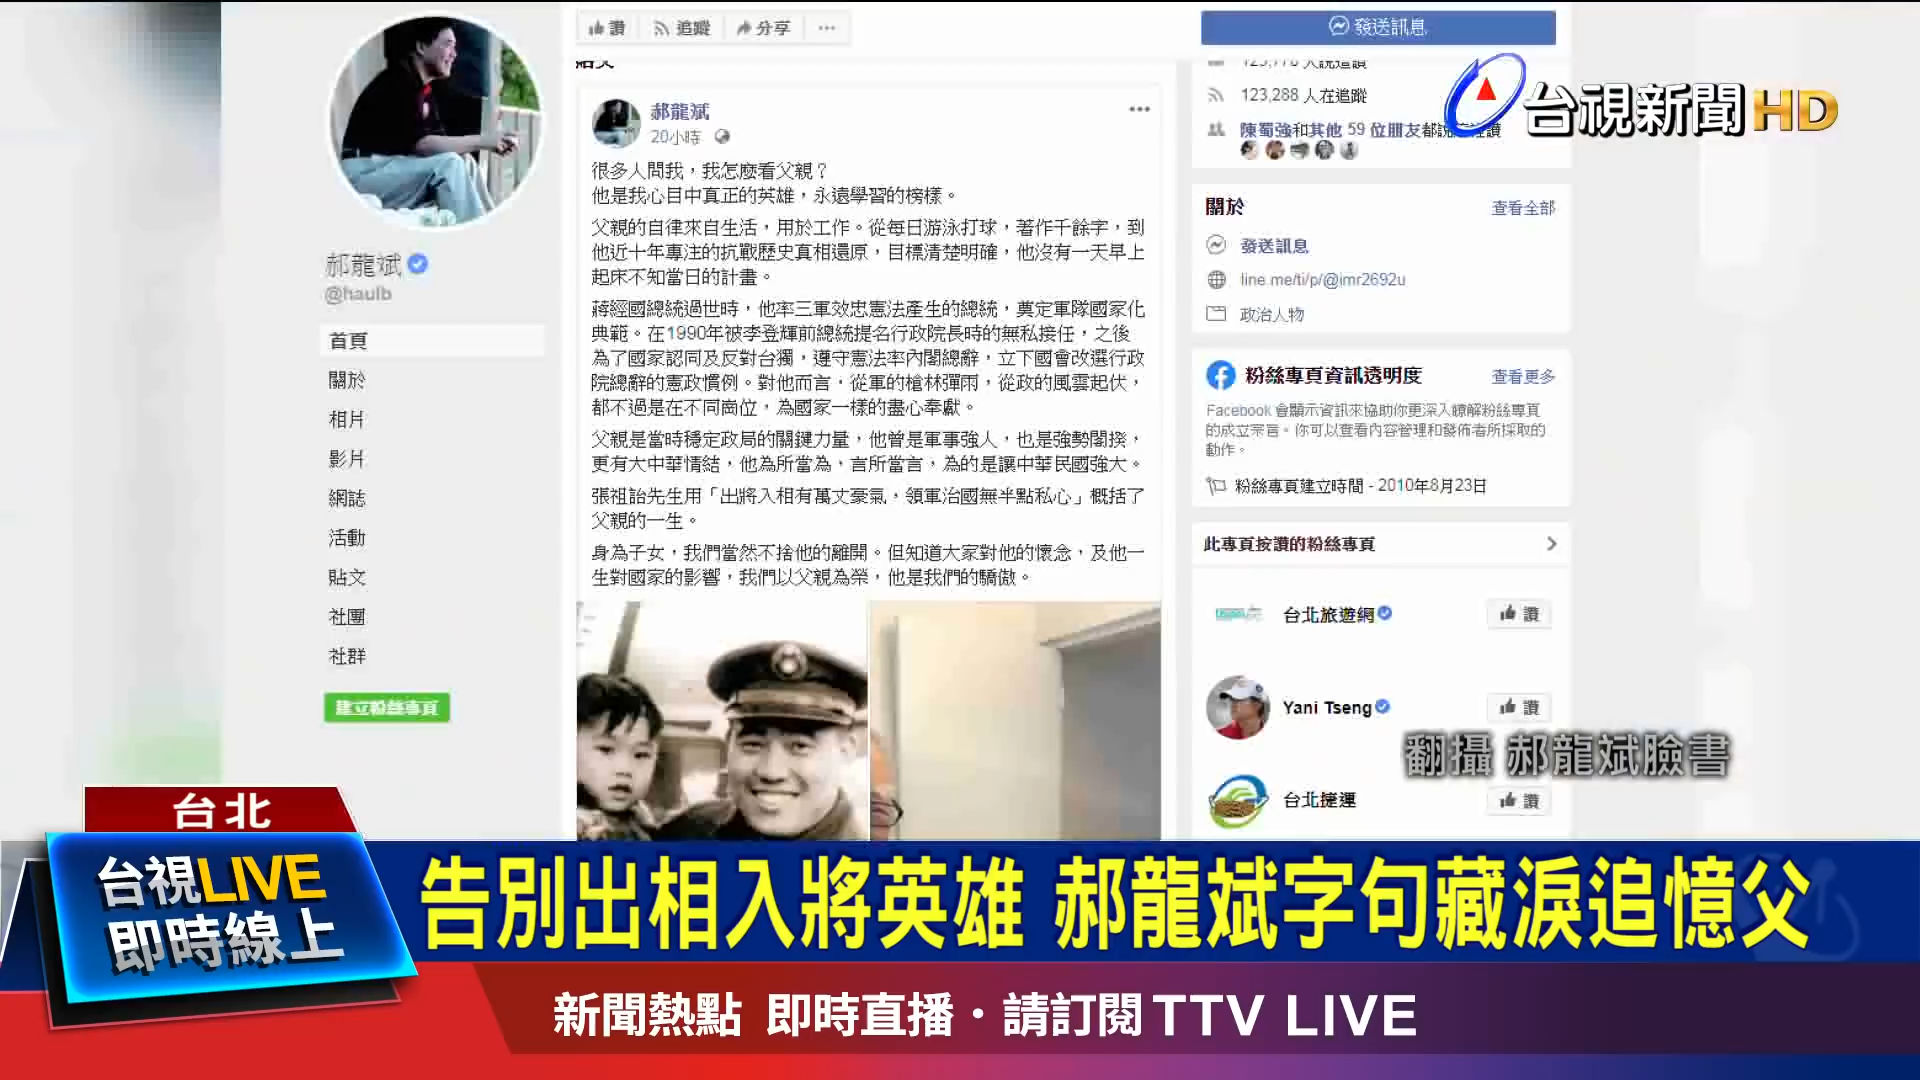 讚 追蹤 分享
發送訊息
台視新聞HD
貼文
123,288 人在追蹤
郝龍斌
20小時
很多人問我，我怎麼看父親？
他是我心目中真正的英雄，永遠學習的榜樣。
父親的自律來自生活，用於工作。從每日游泳打球，著作千餘字，到
他近十年專注的抗戰歷史真相還原，目標清楚明確，他沒有一天早上
起床不知當日的計畫。
蔣經國總統過世時，他率三軍效忠憲法產生的總統，奠定軍隊國家化
典範。在1990年被李登輝前總統提名行政院長時的無私接任，之後
為了國家認同及反對台獨，遵守憲法率內閣總辭，立下國會改選行政
院總辭的憲政慣例。對他而言，從軍的槍林彈雨，從政的風雲起伏，
都不過是在不同崗位，為國家一樣的盡心奉獻。
父親是當時穩定政局的關鍵力量，他曾是軍事強人，也是強勢閣揆，
更有大中華情結，他為所當為，言所當言，為的是讓中華民國強大。
張祖詒先生用「出將入相有萬丈豪氣，領軍治國無半點私心」概括了
父親的一生。
身為子女，我們當然不捨他的離開。但知道大家對他的懷念，及他一
生對國家的影響，我們以父親為榮，他是我們的驕傲。
郝龍斌
@haulb
首頁
關於
相片
影片
網誌
活動
貼文
社團
社群
建立粉絲專頁
陳蜀強和其他 59 位朋友都說
讚
關於 查看全部
發送訊息
line.me/ti/p/@imr2692u
政治人物
粉絲專頁資訊透明度 查看更多
Facebook 會顯示資訊來協助你更深入瞭解粉絲專頁
的成立宗旨。你可以查看內容管理和發佈者所採取的
動作。
粉絲專頁建立時間 - 2010年8月23日
此專頁按讚的粉絲專頁
台北旅遊網 讚
Yani Tseng 讚
台北捷運 讚
翻攝 郝龍斌臉書
台北
台視LIVE
即時線上
告別出相入將英雄 郝龍斌字句藏淚追憶父
新聞熱點 即時直播・請訂閱TTV LIVE